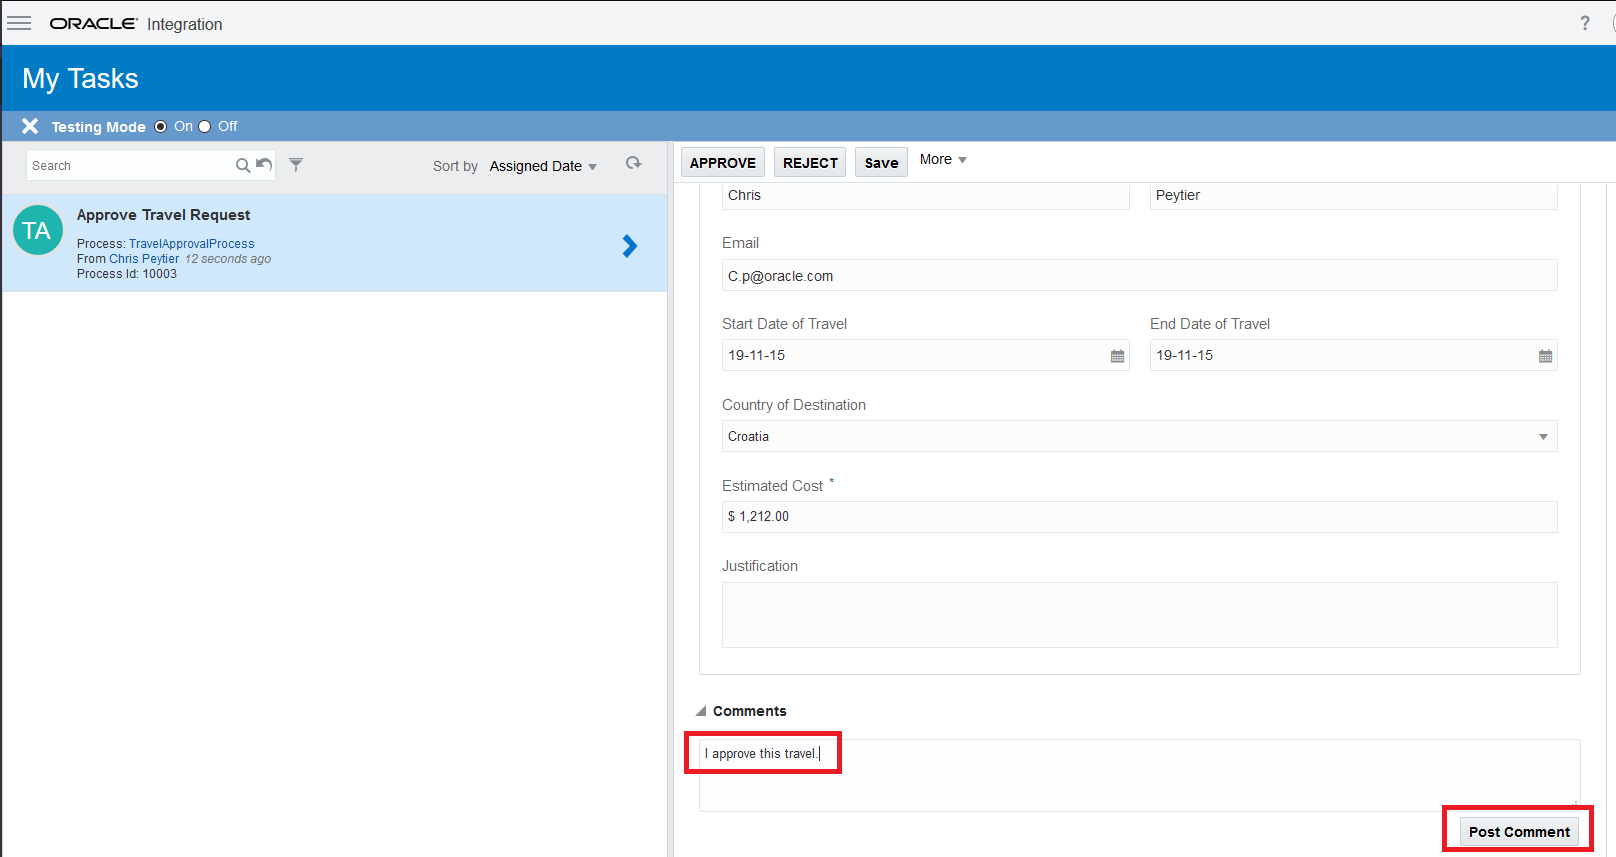 ORACLE Integration
?
My Tasks
Testing Mode On Off
Search
Sort by Assigned Date
TA
Approve Travel Request
Process: TravelApprovalProcess
From Chris Peytier 12 seconds ago
Process Id: 10003
APPROVE REJECT Save More
Chris Peytier
Email
C.p@oracle.com
Start Date of Travel End Date of Travel
19-11-15 19-11-15
Country of Destination
Croatia
Estimated Cost *
$ 1,212.00
Justification
Comments
I approve this travel.
Post Comment